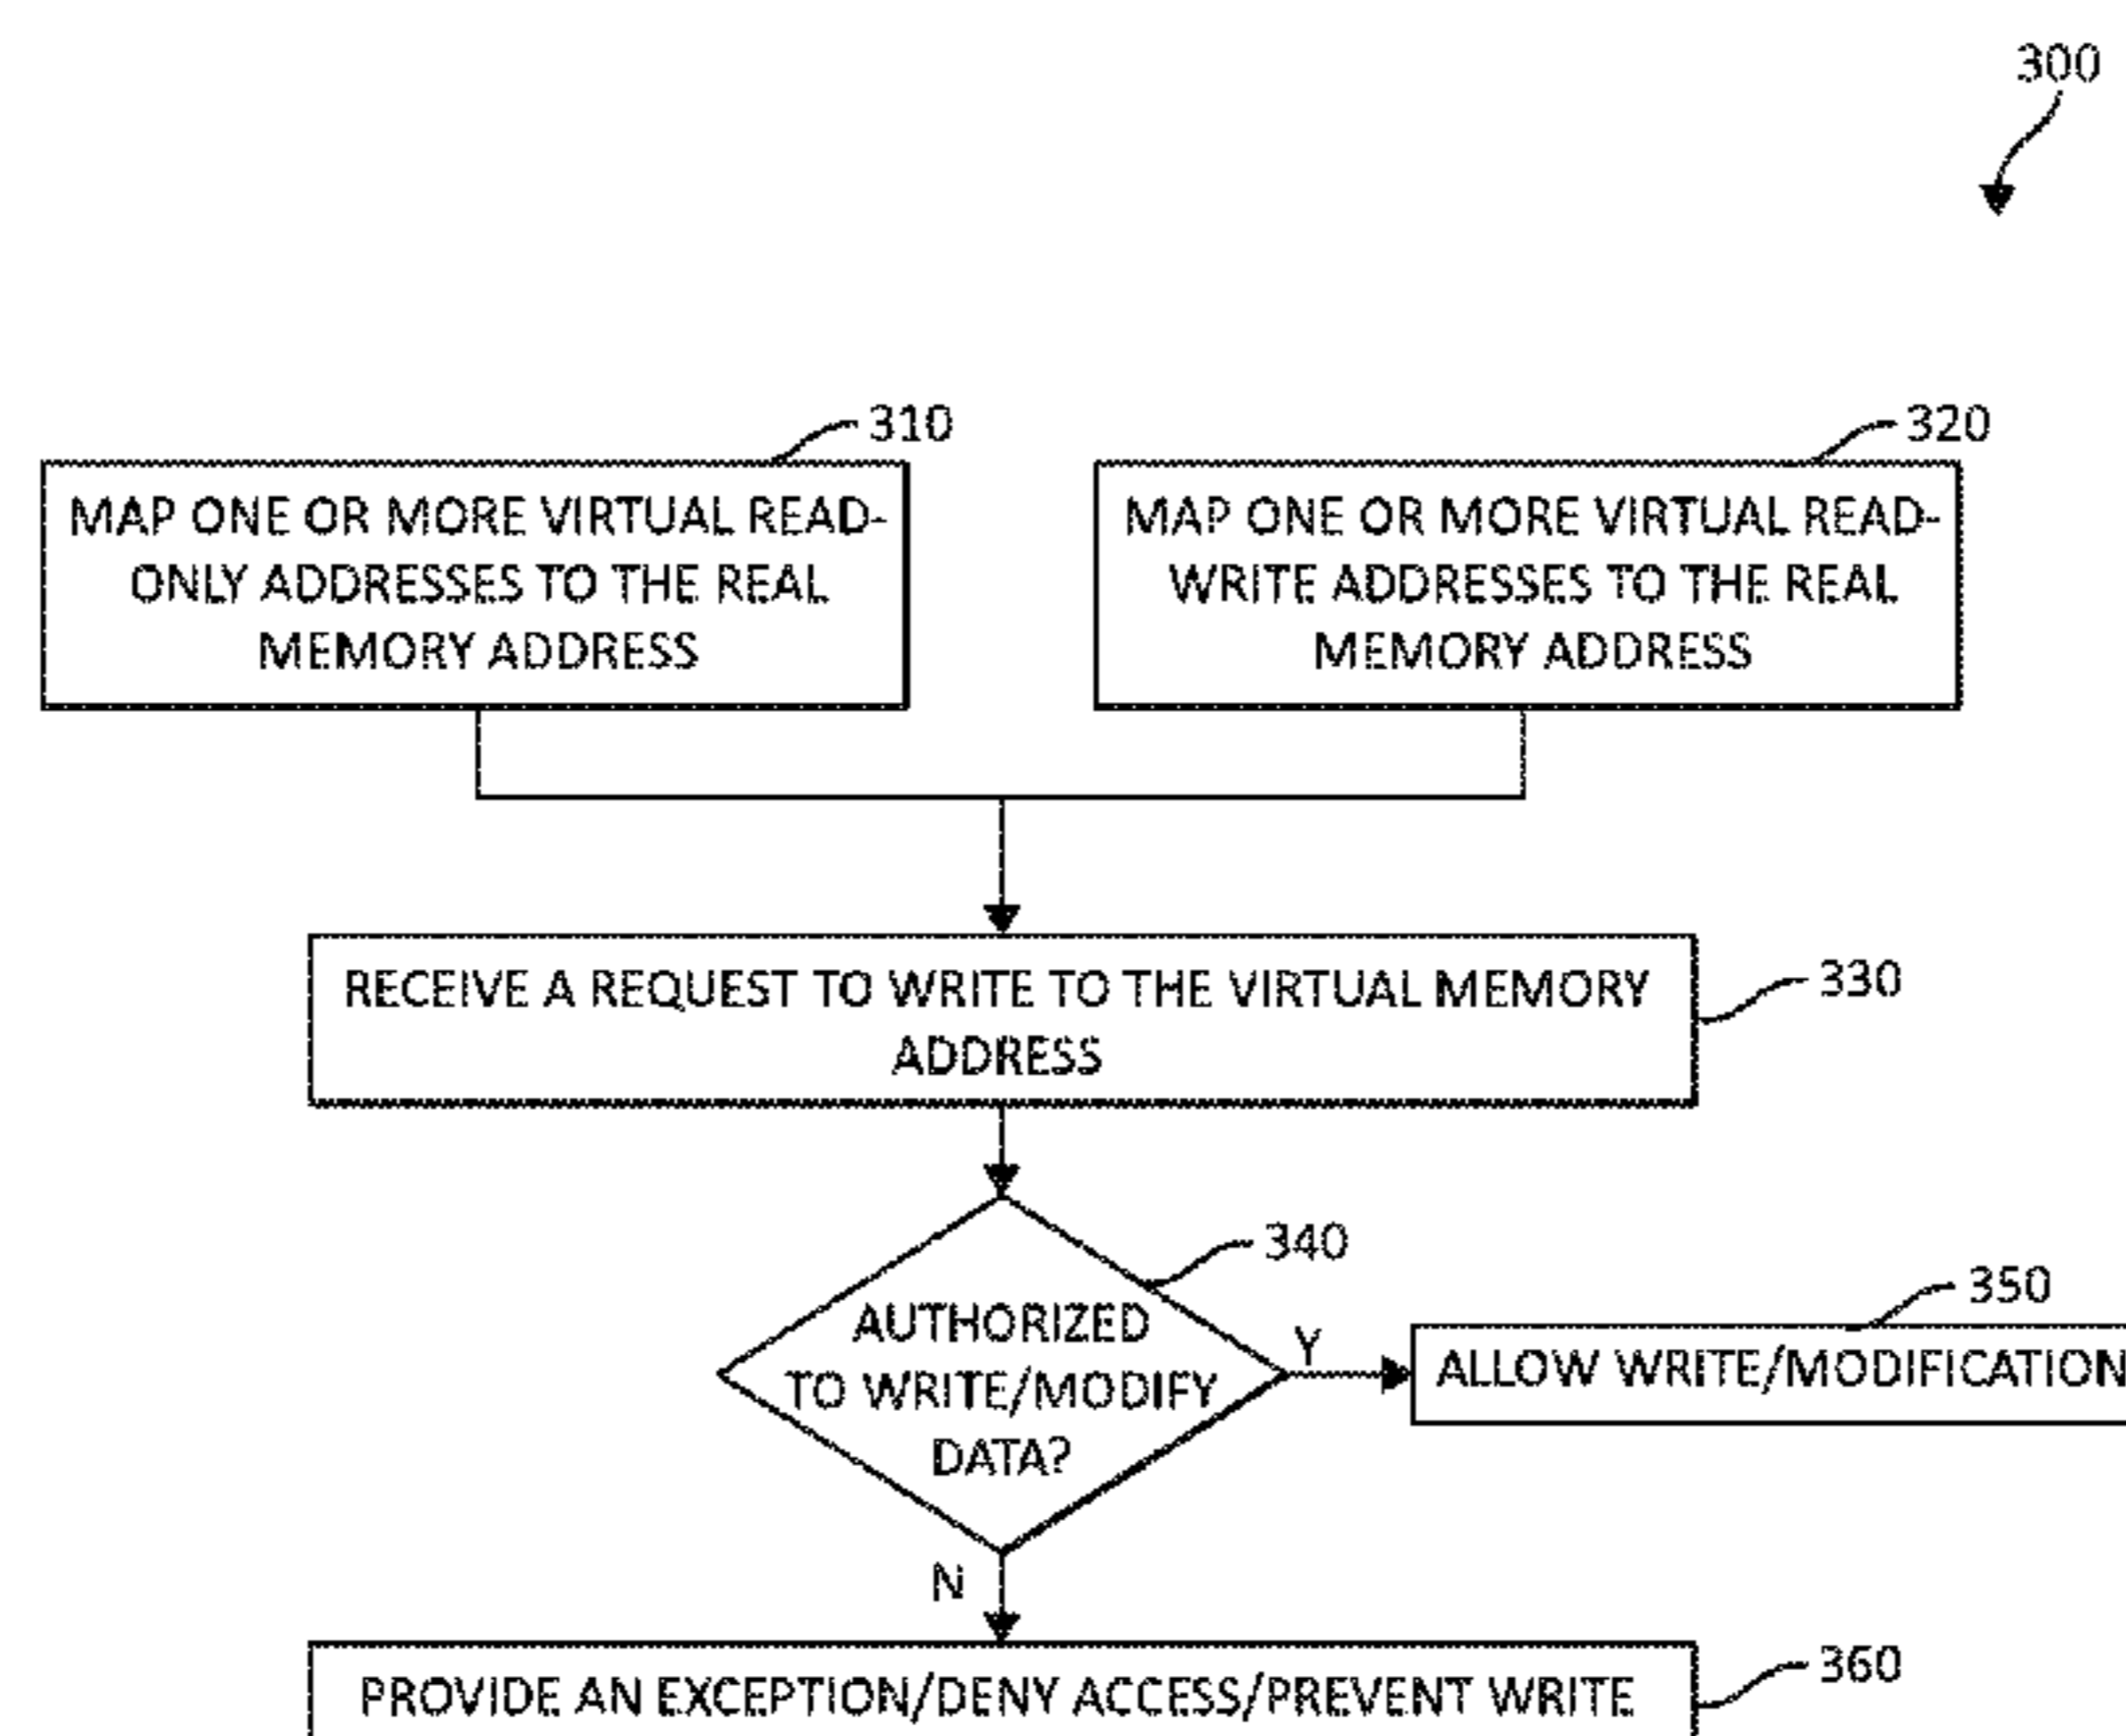 300
310
320
MAP ONE OR MORE VIRTUAL READ-
ONLY ADDRESSES TO THE REAL
MEMORY ADDRESS
MAP ONE OR MORE VIRTUAL READ-
WRITE ADDRESSES TO THE REAL
MEMORY ADDRESS
RECEIVE A REQUEST TO WRITE TO THE VIRTUAL MEMORY
ADDRESS
330
340
AUTHORIZED
TO WRITE/MODIFY
DATA?
Y
350
ALLOW WRITE/MODIFICATION
N
PROVIDE AN EXCEPTION/DENY ACCESS/PREVENT WRITE
360